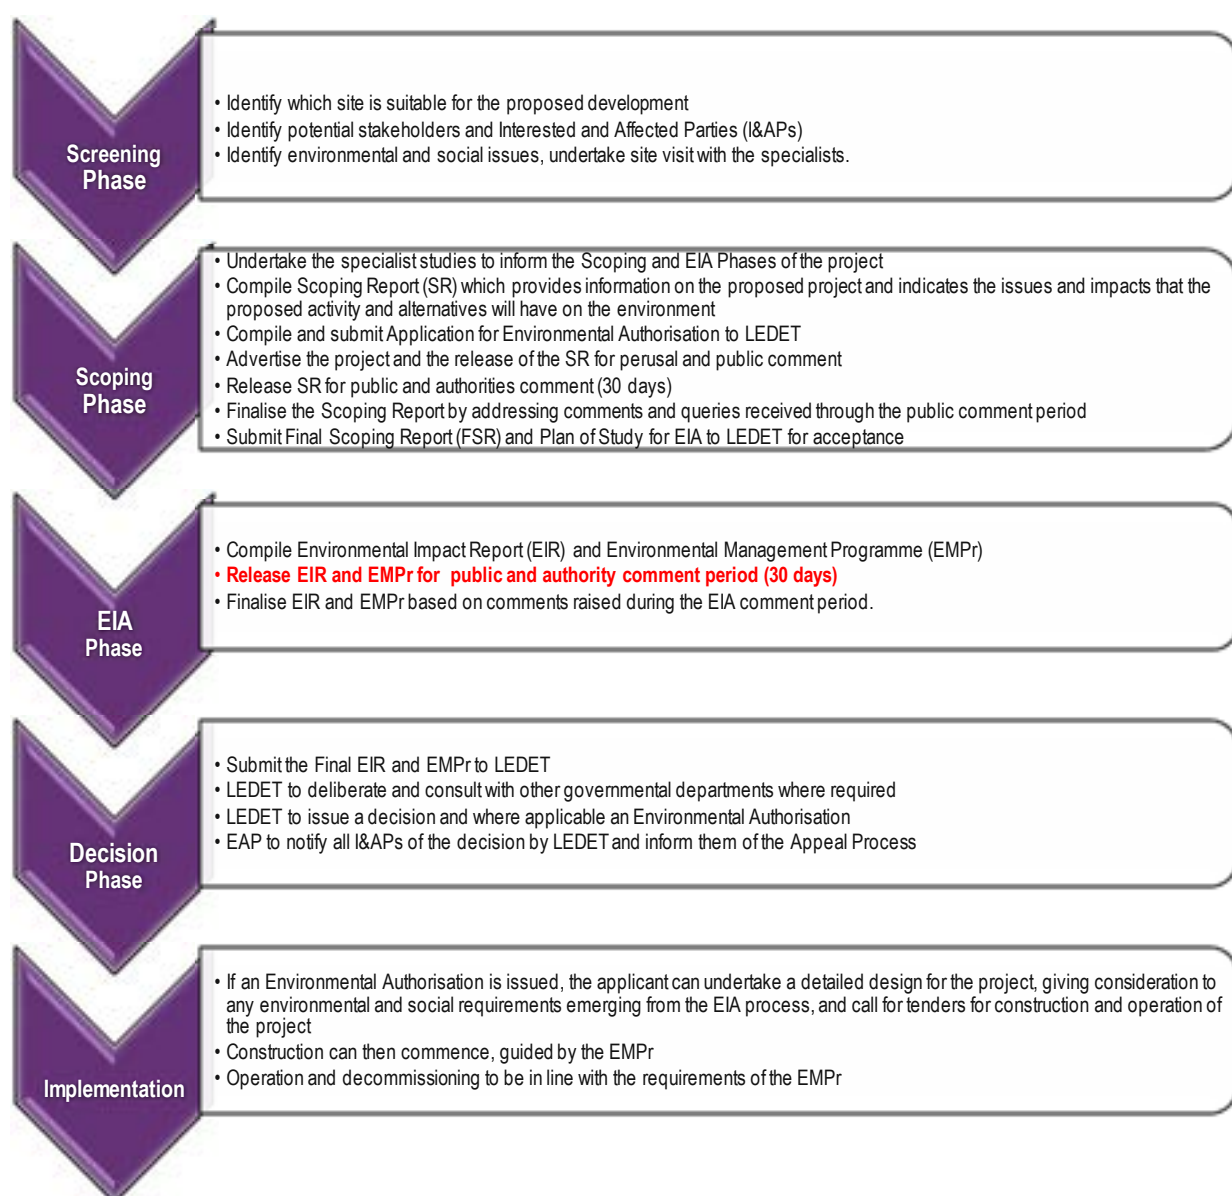 Screening
Phase
• Identify which site is suitable for the proposed development
• Identify potential stakeholders and Interested and Affected Parties (I&APs)
• Identify environmental and social issues, undertake site visit with the specialists.
Scoping
Phase
• Undertake the specialist studies to inform the Scoping and EIA Phases of the project
• Compile Scoping Report (SR) which provides information on the proposed project and indicates the issues and impacts that the
proposed activity and alternatives will have on the environment
• Compile and submit Application for Environmental Authorisation to LEDET
• Advertise the project and the release of the SR for perusal and public comment
• Release SR for public and authorities comment (30 days)
• Finalise the Scoping Report by addressing comments and queries received through the public comment period
• Submit Final Scoping Report (FSR) and Plan of Study for EIA to LEDET for acceptance
EIA
Phase
• Compile Environmental Impact Report (EIR) and Environmental Management Programme (EMPr)
• Release EIR and EMPr for public and authority comment period (30 days)
• Finalise EIR and EMPr based on comments raised during the EIA comment period.
Decision
Phase
• Submit the Final EIR and EMPr to LEDET
• LEDET to deliberate and consult with other governmental departments where required
• LEDET to issue a decision and where applicable an Environmental Authorisation
• EAP to notify all I&APs of the decision by LEDET and inform them of the Appeal Process
Implementation
• If an Environmental Authorisation is issued, the applicant can undertake a detailed design for the project, giving consideration to
any environmental and social requirements emerging from the EIA process, and call for tenders for construction and operation of
the project
• Construction can then commence, guided by the EMPr
• Operation and decommissioning to be in line with the requirements of the EMPr